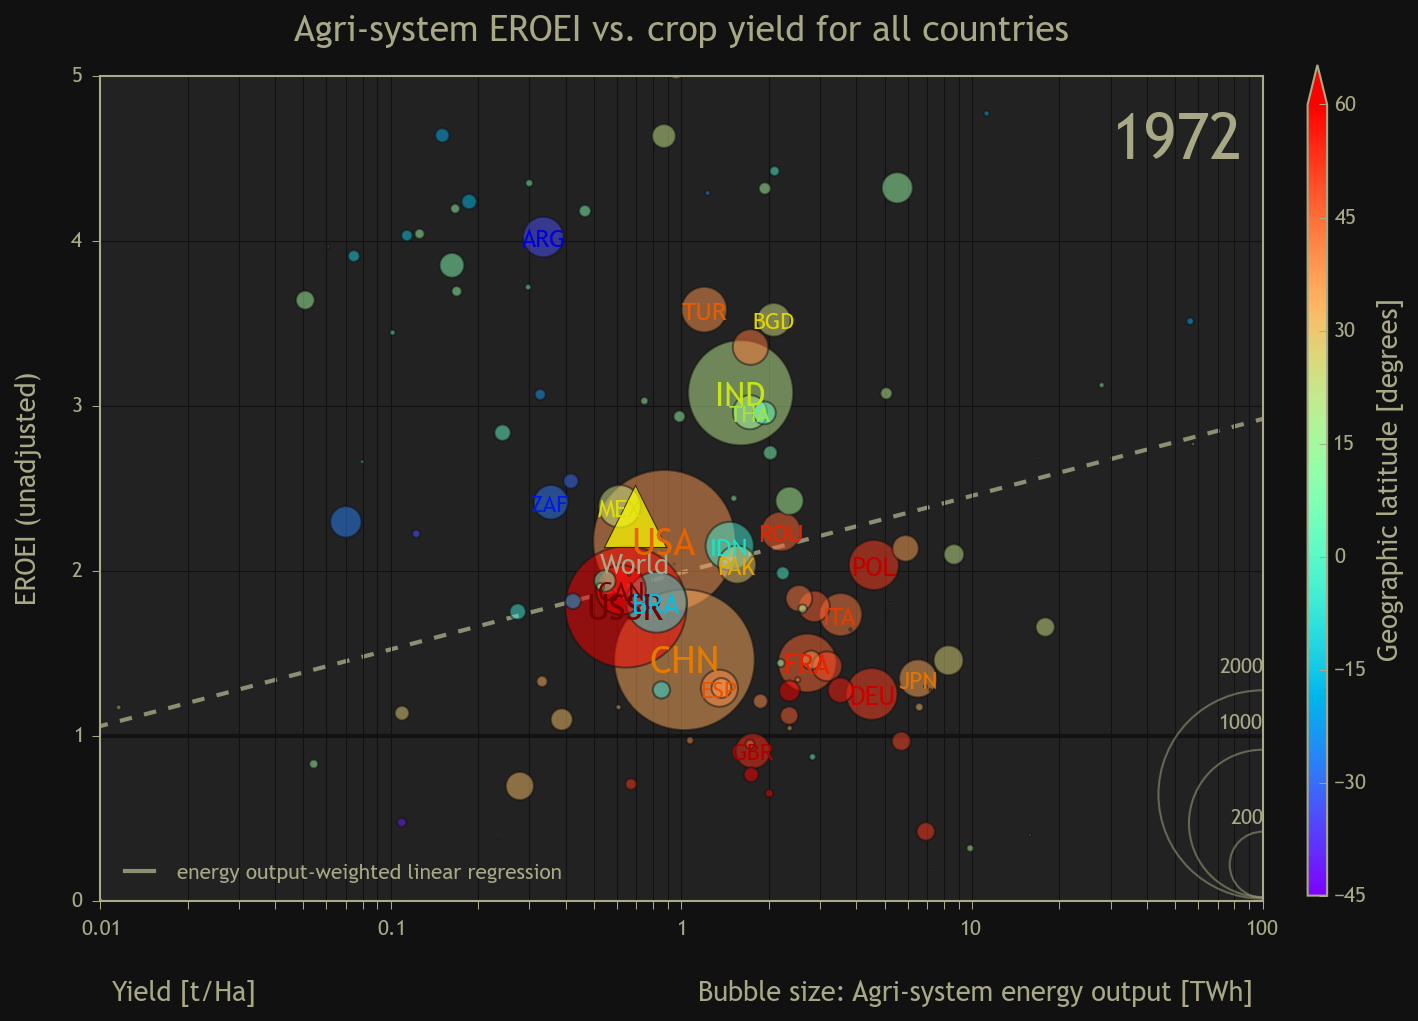 Agri-system EROEI vs. crop yield for all countries
1972
EROEI (unadjusted)
5
4
3
2
1
0
ARG
TUR
BGD
IND
THA
ZAF
MEX
USA
IDN
ROU
World
PAK
POL
CAN
USSR
BRA
ITA
CHN
FRA
ESP
DEU
JPN
GBR
2000
1000
200
energy output-weighted linear regression
0.01
0.1
1
10
100
Yield [t/Ha]
Bubble size: Agri-system energy output [TWh]
60
45
30
15
0
−15
−30
−45
Geographic latitude [degrees]